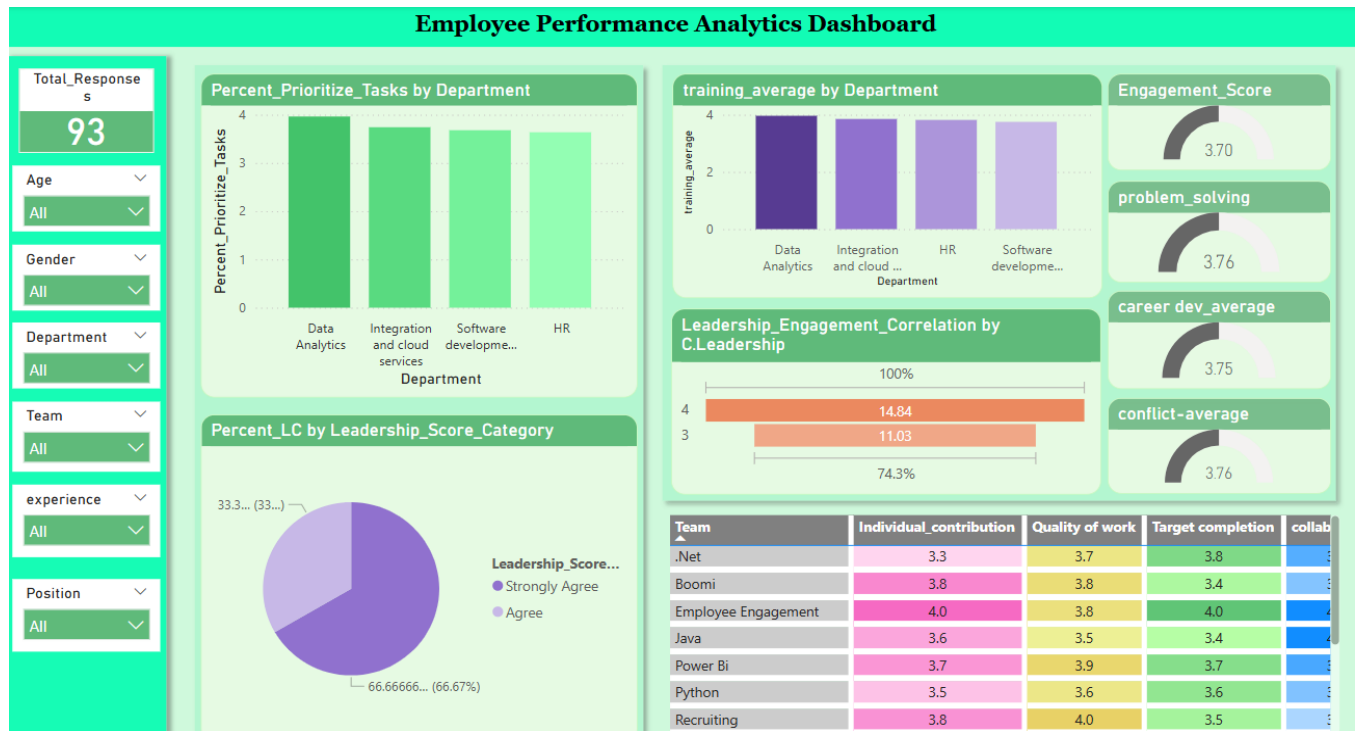 Employee Performance Analytics Dashboard
Total_Response
s
93
Age
All
Gender
All
Department
All
Team
All
experience
All
Position
All
Percent_Prioritize_Tasks by Department
Percent_Prioritize_Tasks
4
3
2
1
0
Data
Analytics
Integration
and cloud
services
Software
developme...
HR
Department
Percent_LC by Leadership_Score_Category
33.3... (33...)
66.66666... (66.67%)
Leadership_Score...
Strongly Agree
Agree
training_average by Department
training_average
4
2
0
Data
Analytics
Integration
and cloud ...
HR
Software
developme...
Department
Leadership_Engagement_Correlation by
C.Leadership
100%
4 14.84
3 11.03
74.3%
Engagement_Score
3.70
problem_solving
3.76
career dev_average
3.75
conflict-average
3.76
Team Individual_contribution Quality of work Target completion collab
.Net 3.3 3.7 3.8
Boomi 3.8 3.8 3.4
Employee Engagement 4.0 3.8 4.0
Java 3.6 3.5 3.4
Power Bi 3.7 3.9 3.7
Python 3.5 3.6 3.6
Recruiting 3.8 4.0 3.5